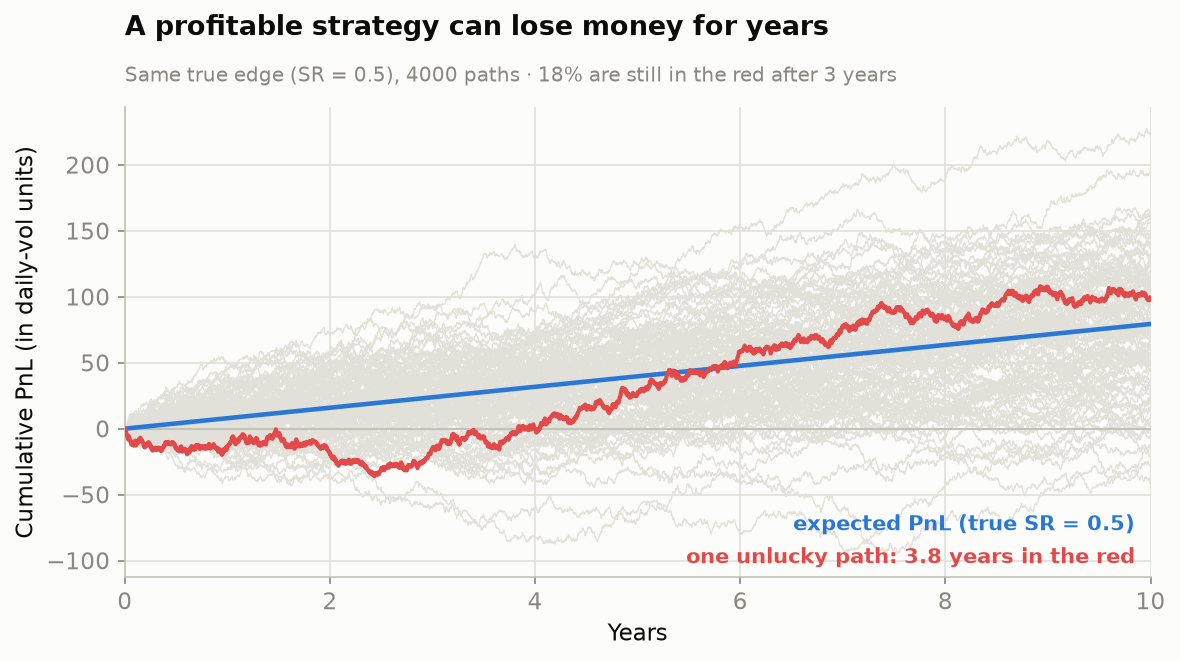 A profitable strategy can lose money for years
Same true edge (SR = 0.5), 4000 paths · 18% are still in the red after 3 years
Cumulative PnL (in daily-vol units)
200
150
100
50
0
−50
−100
expected PnL (true SR = 0.5)
one unlucky path: 3.8 years in the red
0 2 4 6 8 10
Years